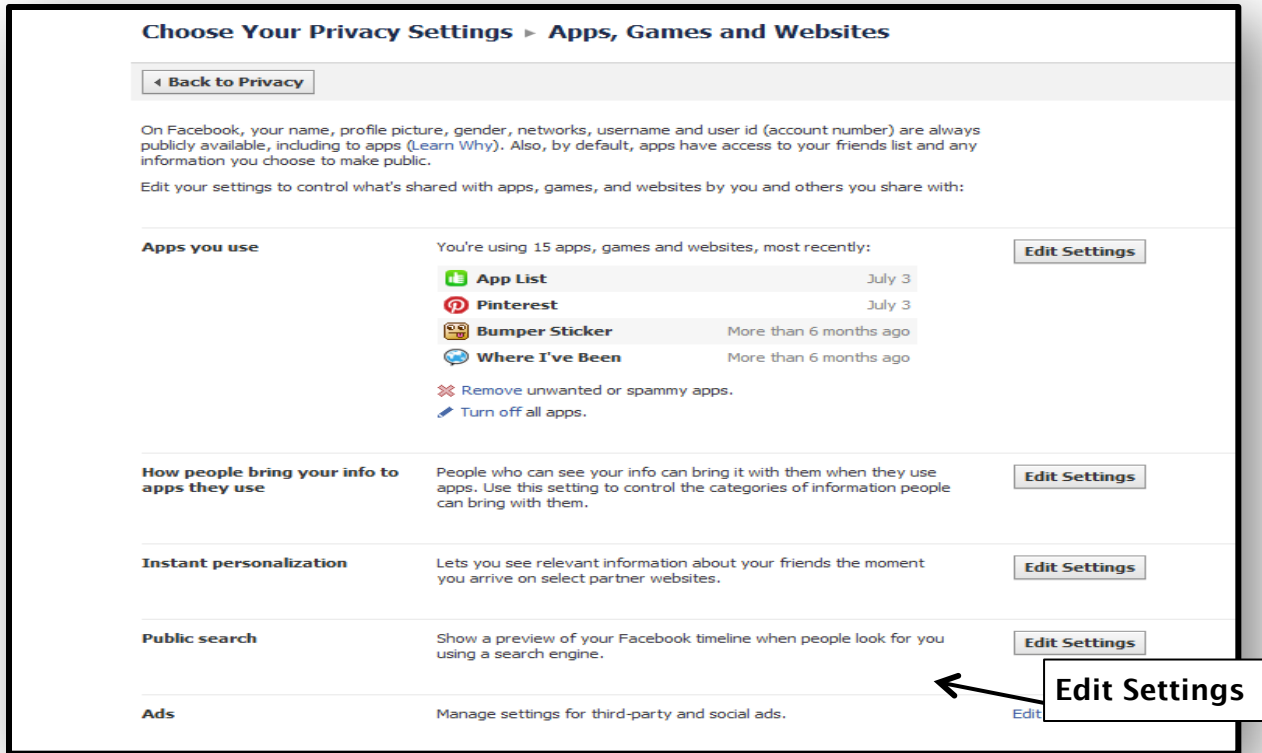 Choose Your Privacy Settings ▸ Apps, Games and Websites
Back to Privacy
On Facebook, your name, profile picture, gender, networks, username and user id (account number) are always
publicly available, including to apps (Learn Why). Also, by default, apps have access to your friends list and any
information you choose to make public.
Edit your settings to control what's shared with apps, games, and websites by you and others you share with:
Apps you use
You're using 15 apps, games and websites, most recently:
Edit Settings
App List July 3
Pinterest July 3
Bumper Sticker More than 6 months ago
Where I've Been More than 6 months ago
Remove unwanted or spammy apps.
Turn off all apps.
How people bring your info to
apps they use
People who can see your info can bring it with them when they use
apps. Use this setting to control the categories of information people
can bring with them.
Edit Settings
Instant personalization
Lets you see relevant information about your friends the moment
you arrive on select partner websites.
Edit Settings
Public search
Show a preview of your Facebook timeline when people look for you
using a search engine.
Edit Settings
Edit Settings
Ads
Manage settings for third-party and social ads.
Edit